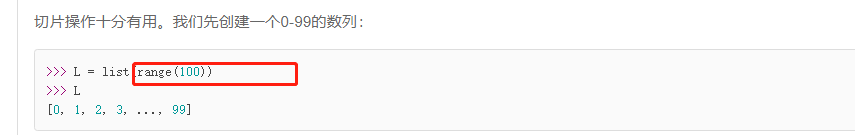 切片操作十分有用。我们先创建一个0-99的数列：
>>> L = list(range(100))
>>> L
[0, 1, 2, 3, ..., 99]